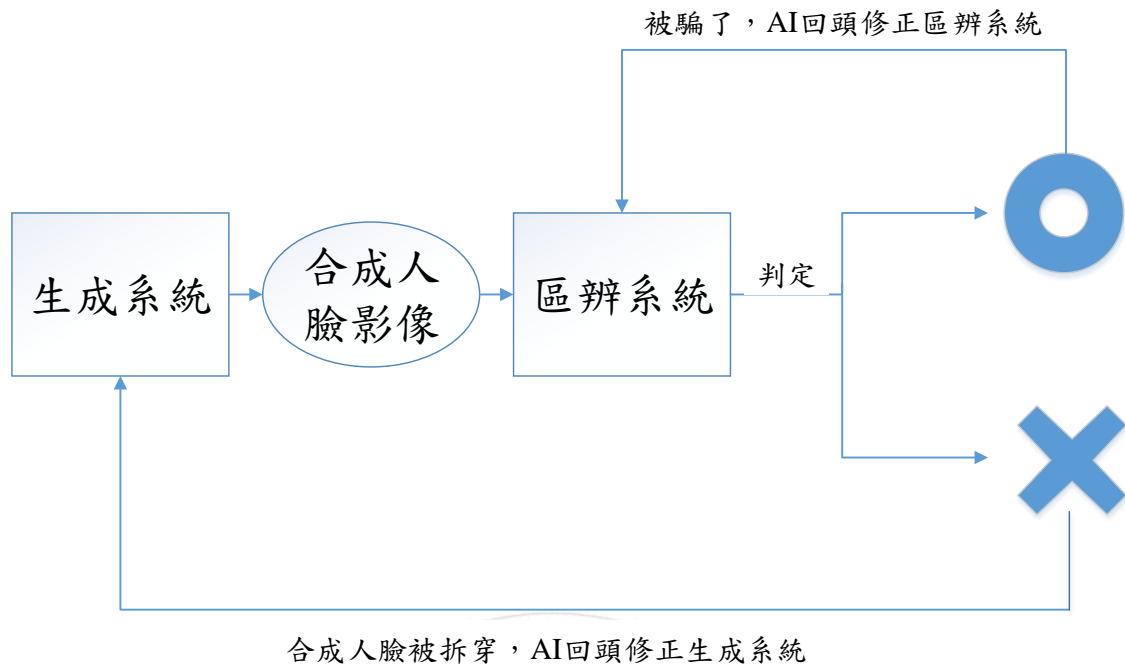 被騙了，AI回頭修正區辨系統
生成系統
合成人
臉影像
區辨系統
判定
合成人臉被拆穿，AI回頭修正生成系統